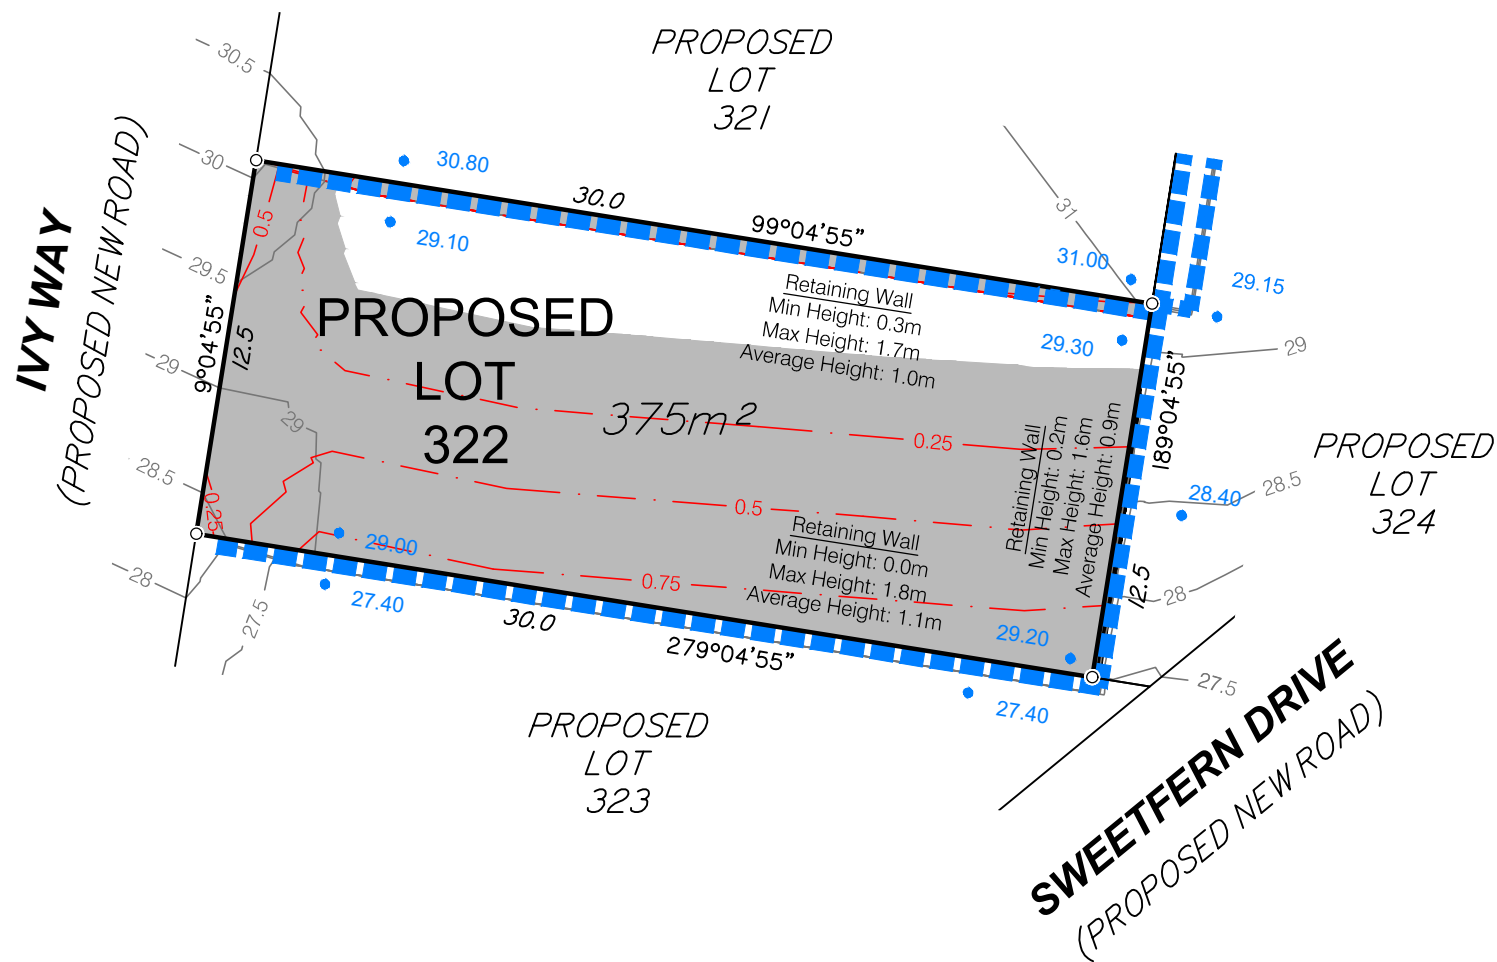 PROPOSED
LOT
321
30.5
30
IVY WAY
(PROPOSED NEW ROAD)
30.80
30.0
99°04'55"
31
29.10
31.00
29.15
0.5
29.5
Retaining Wall
Min Height: 0.3m
Max Height: 1.7m
Average Height: 1.0m
29.30
29
PROPOSED
LOT
322
375m²
9°04'55"
12.5
29
29
0.25
189°04'55"
Retaining Wall
Min Height: 0.2m
Max Height: 1.6m
Average Height: 0.9m
PROPOSED
LOT
324
28.5
28.40
28.5
0.25
0.5
29.00
Retaining Wall
Min Height: 0.0m
Max Height: 1.8m
Average Height: 1.1m
0.75
12.5
28
28
27.5
27.40
30.0
279°04'55"
29.20
27.40
27.5
PROPOSED
LOT
323
SWEETFERN DRIVE
(PROPOSED NEW ROAD)